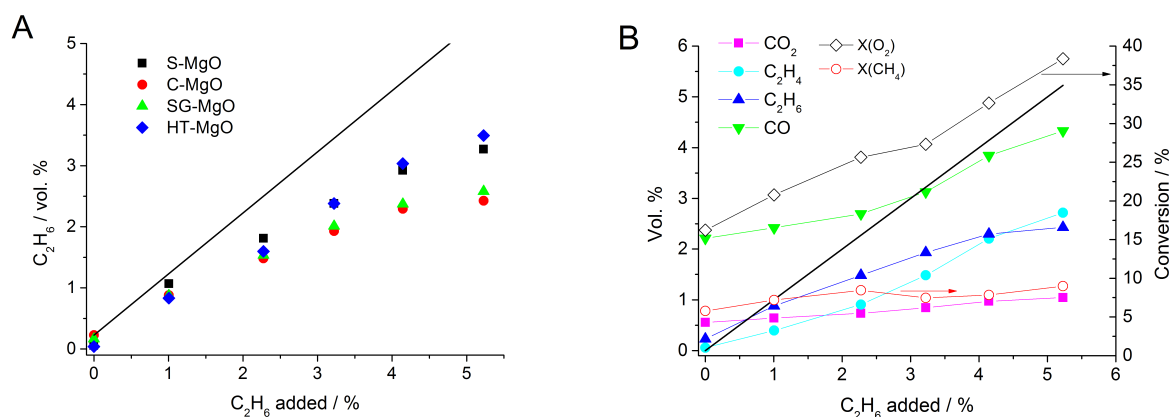 A
5
4
3
2
1
0
C₂H₆ / vol. %
S-MgO
C-MgO
SG-MgO
HT-MgO
0 1 2 3 4 5
C₂H₆ added / %
B
6
5
4
3
2
1
0
Vol. %
CO₂ X(O₂)
C₂H₄ X(CH₄)
C₂H₆
CO
40
35
30
25
20
15
10
5
0
Conversion / %
0 1 2 3 4 5 6
C₂H₆ added / %